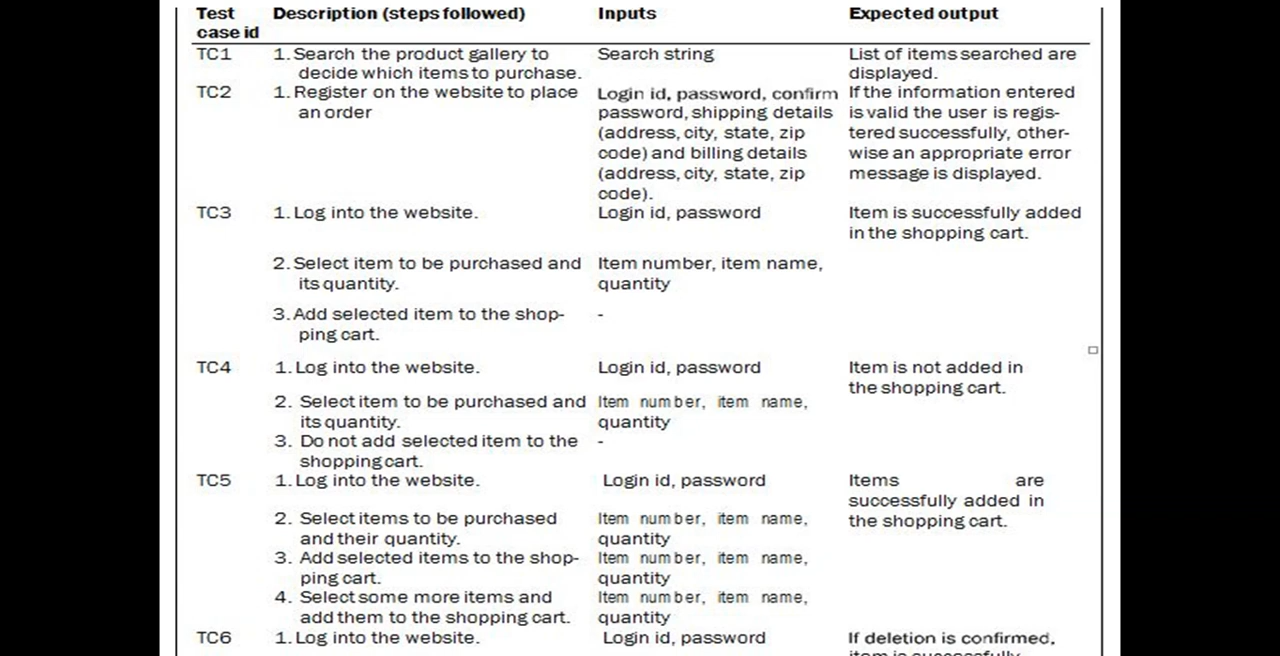 Test Description (steps followed) Inputs Expected output
case id
TC1 1. Search the product gallery to Search string List of items searched are
decide which items to purchase. displayed.
TC2 1. Register on the website to place Login id, password, confirm If the information entered
an order password, shipping details is valid the user is regis-
(address, city, state, zip tered successfully, other-
code) and billing details wise an appropriate error
(address, city, state, zip message is displayed.
code).
TC3 1. Log into the website. Login id, password Item is successfully added
in the shopping cart.
2. Select item to be purchased and Item number, item name,
its quantity. quantity
3. Add selected item to the shop- -
ping cart.
TC4 1. Log into the website. Login id, password Item is not added in
the shopping cart.
2. Select item to be purchased and Item number, item name,
its quantity. quantity
3. Do not add selected item to the -
shopping cart.
TC5 1. Log into the website. Login id, password Items are
successfully added in
2. Select items to be purchased Item number, item name, the shopping cart.
and their quantity. quantity
3. Add selected items to the shop- Item number, item name,
ping cart. quantity
4. Select some more items and Item number, item name,
add them to the shopping cart. quantity
TC6 1. Log into the website. Login id, password If deletion is confirmed,
item is successfully